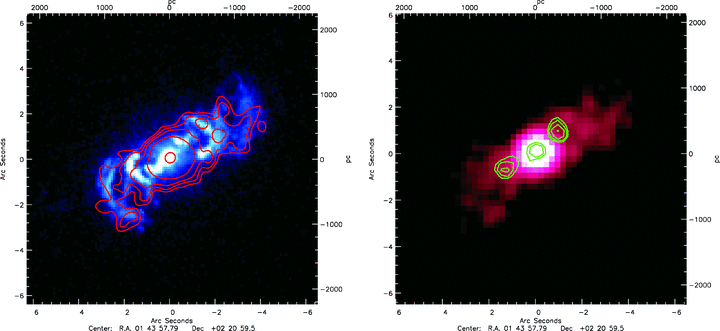 pc pc
2000 1000 0 -1000 -2000 2000 1000 0 -1000 -2000
6 6
2000 2000
4 4
1000 1000
2 2
Arc Seconds 0 0 pc Arc Seconds 0 0 pc
-2 -2
-1000 -1000
-4 -4
-2000 -2000
-6 -6
6 4 2 0 -2 -4 -6 6 4 2 0 -2 -4 -6
Arc Seconds Arc Seconds
Center: R.A. 01 43 57.79 Dec +02 20 59.5 Center: R.A. 01 43 57.79 Dec +02 20 59.5